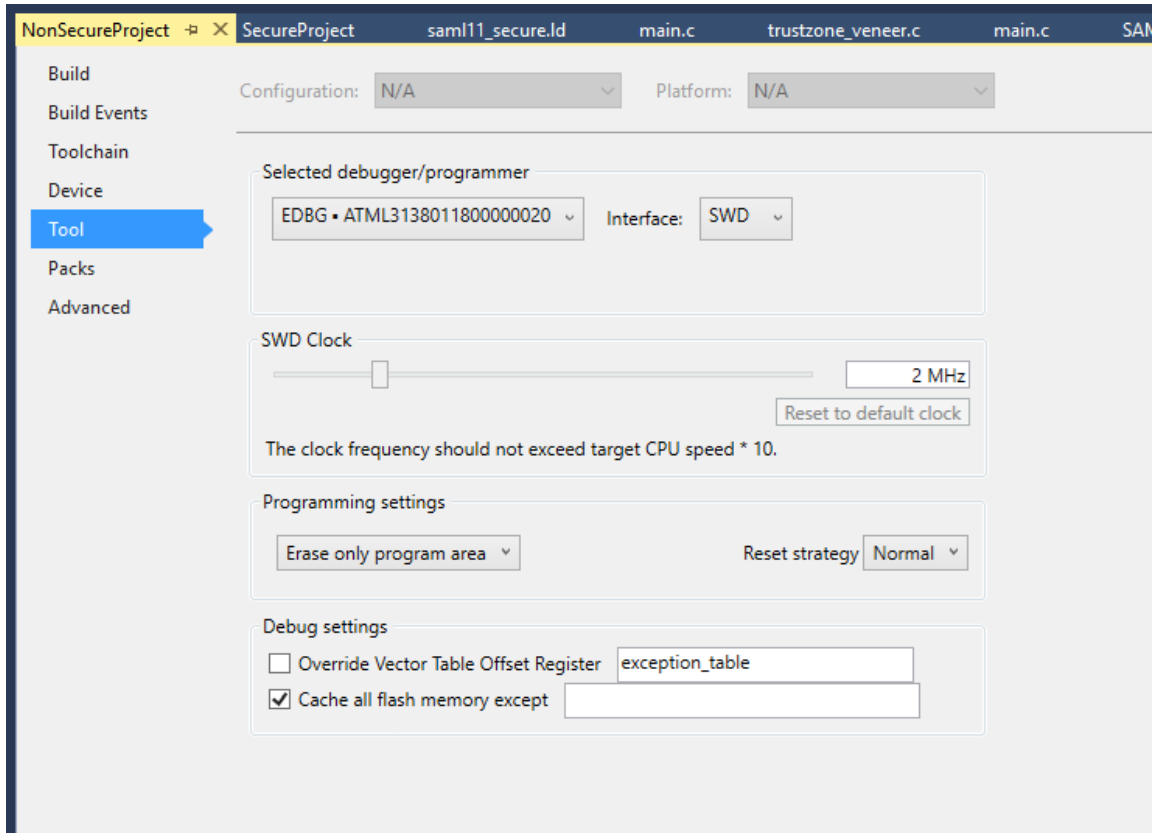 NonSecureProject SecureProject saml11_secure.ld main.c trustzone_veneer.c main.c SAM
Build
Build Events
Toolchain
Device
Tool
Packs
Advanced
Configuration: N/A Platform: N/A
Selected debugger/programmer
EDBG • ATML3138011800000020 Interface: SWD
SWD Clock
2 MHz
Reset to default clock
The clock frequency should not exceed target CPU speed * 10.
Programming settings
Erase only program area Reset strategy Normal
Debug settings
Override Vector Table Offset Register exception_table
Cache all flash memory except